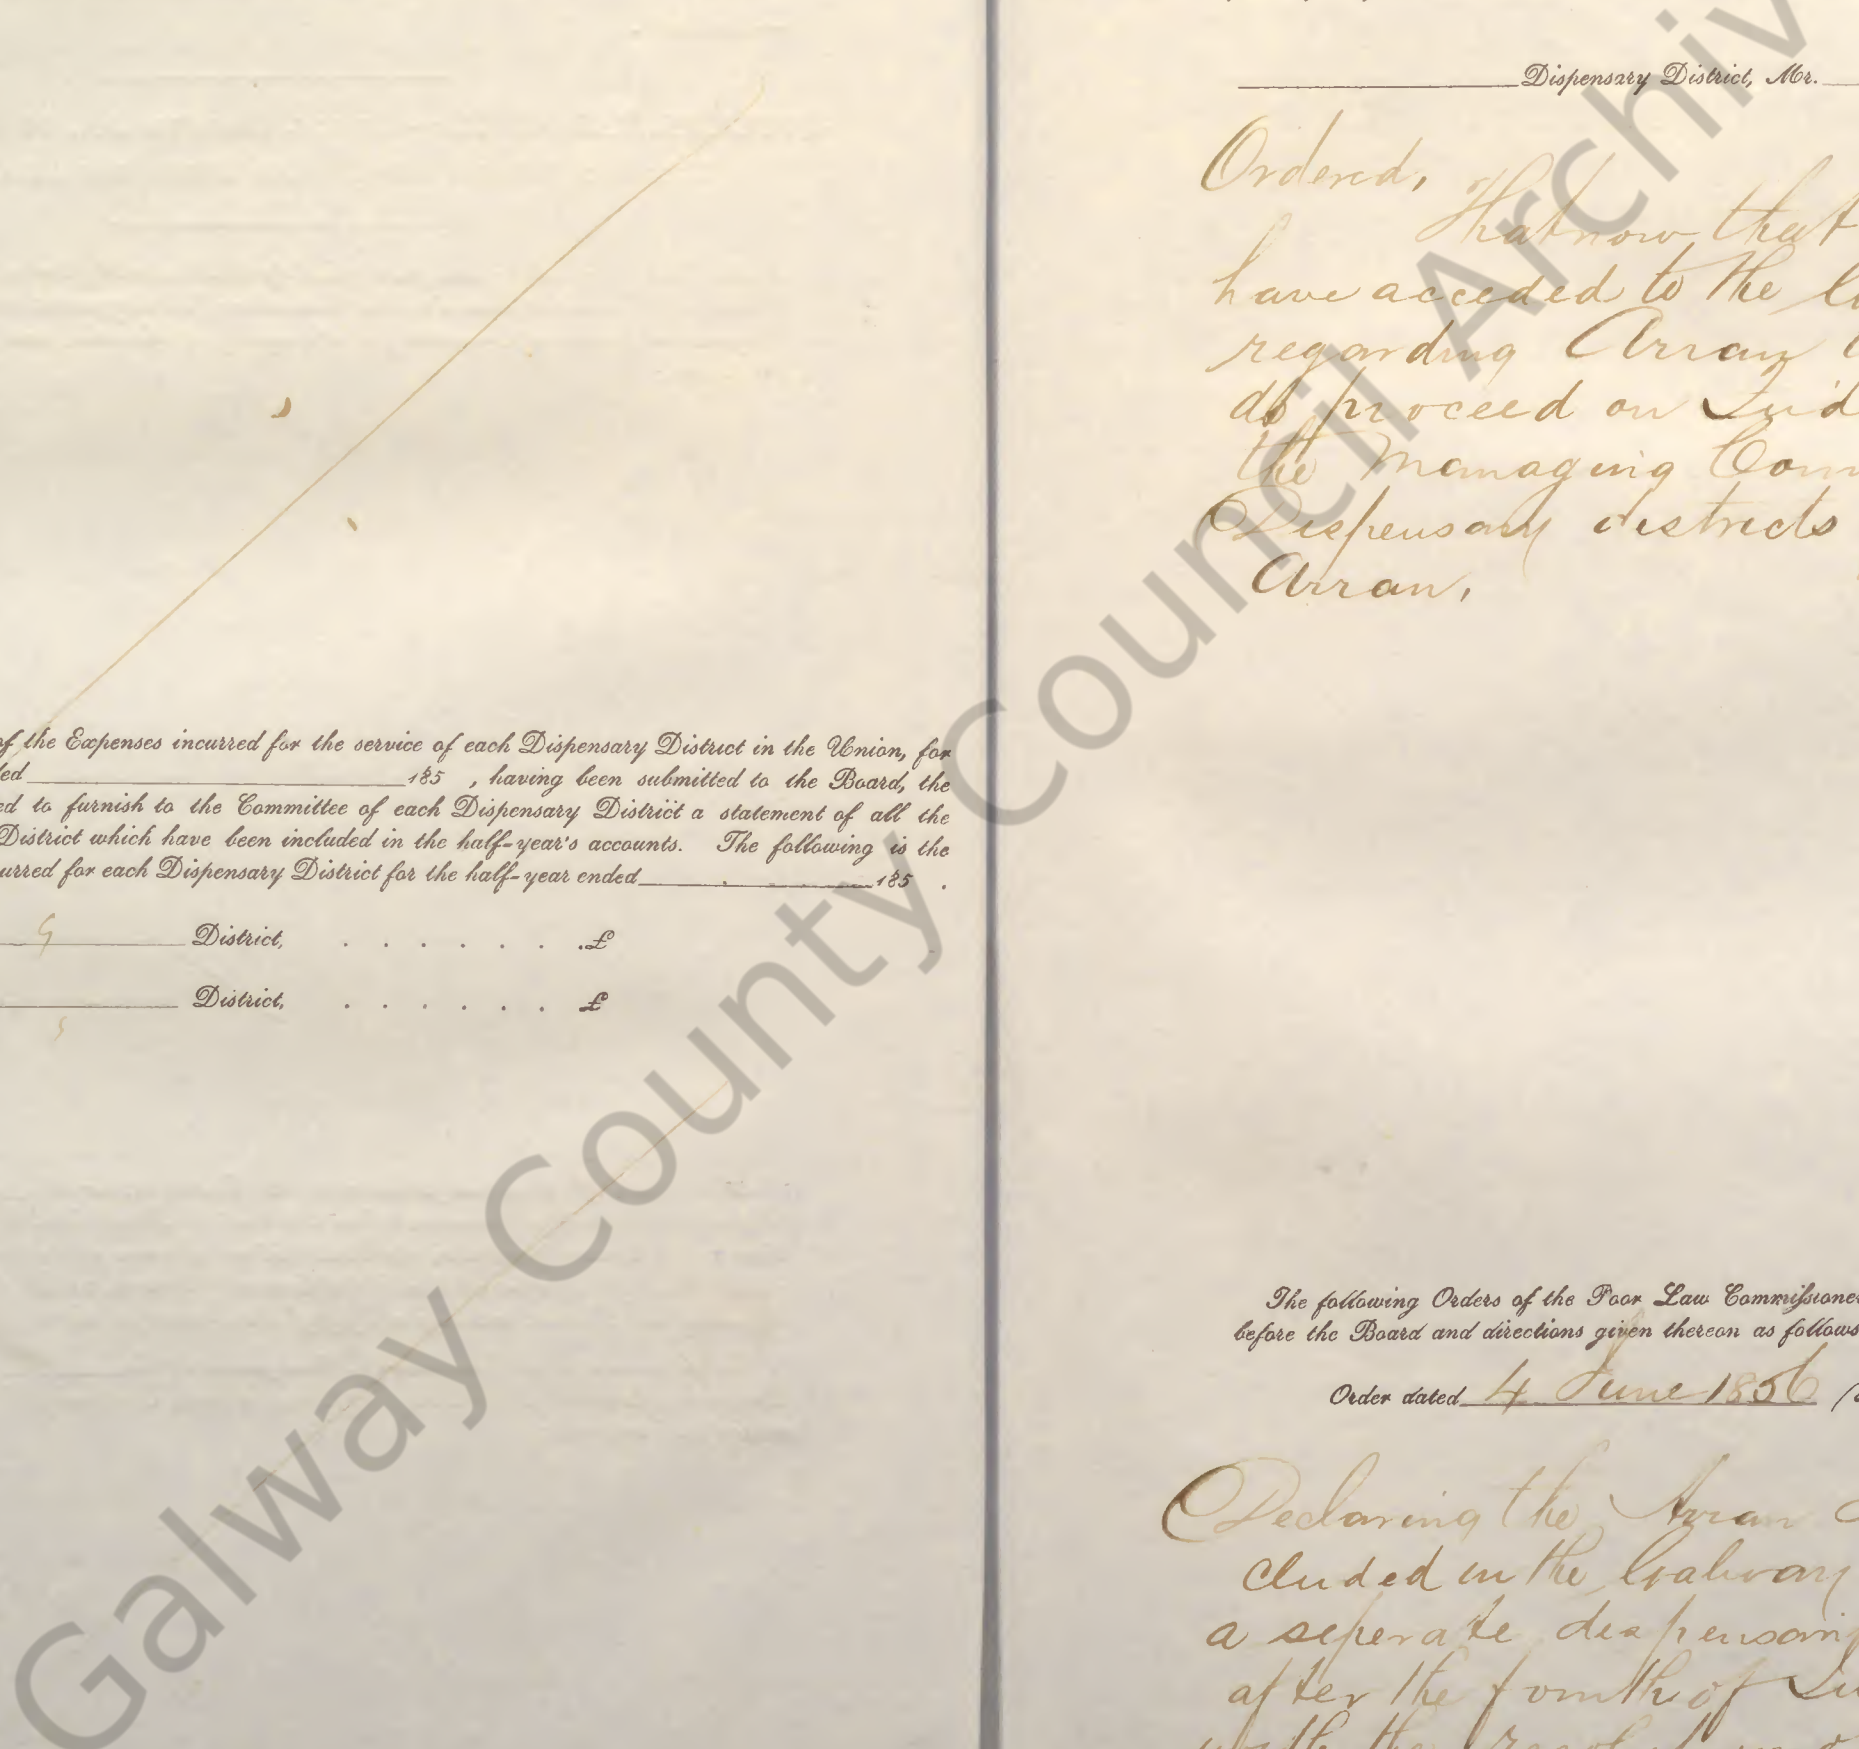 of the Expenses incurred for the service of each Dispensary District in the Union, for
185 , having been submitted to the Board, the
ed to furnish to the Committee of each Dispensary District a statement of all the
District which have been included in the half-year's accounts. The following is the
urred for each Dispensary District for the half-year ended 185 .
District, . . . . . . . £
District, . . . . . . £
Dispensary District, Mr.
Ordered,
That now that
have acceded to the
regarding Arran
do proceed on
the Managing Com
Dispensary districts
Arran,
The following Orders of the Poor Law Commissione
before the Board and directions given thereon as follows
Order dated 4 June 1856
Declaring the Arran
cluded in the Galway
a seperate dispensary
after the fourth of
Galway County Council Archiv